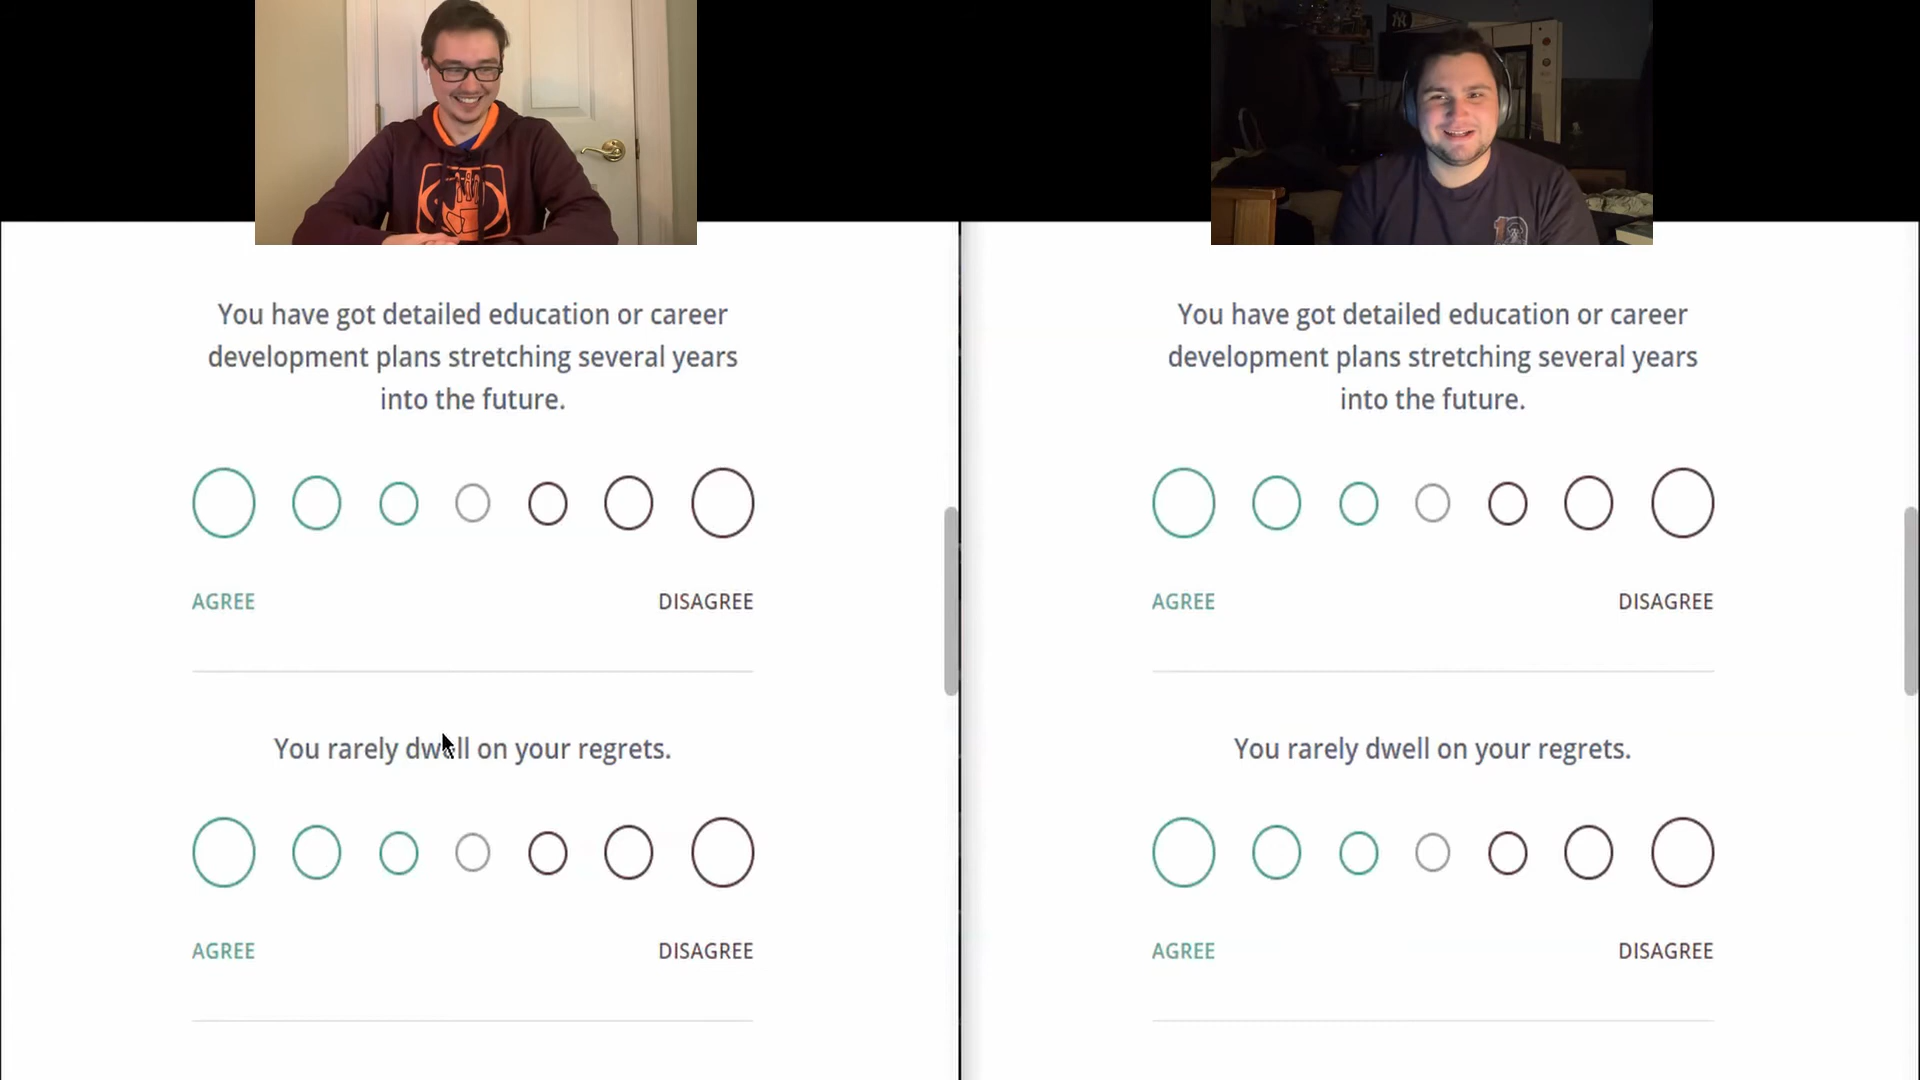 You have got detailed education or career
development plans stretching several years
into the future.
AGREE
DISAGREE
You rarely dwell on your regrets.
AGREE
DISAGREE
You have got detailed education or career
development plans stretching several years
into the future.
AGREE
DISAGREE
You rarely dwell on your regrets.
AGREE
DISAGREE